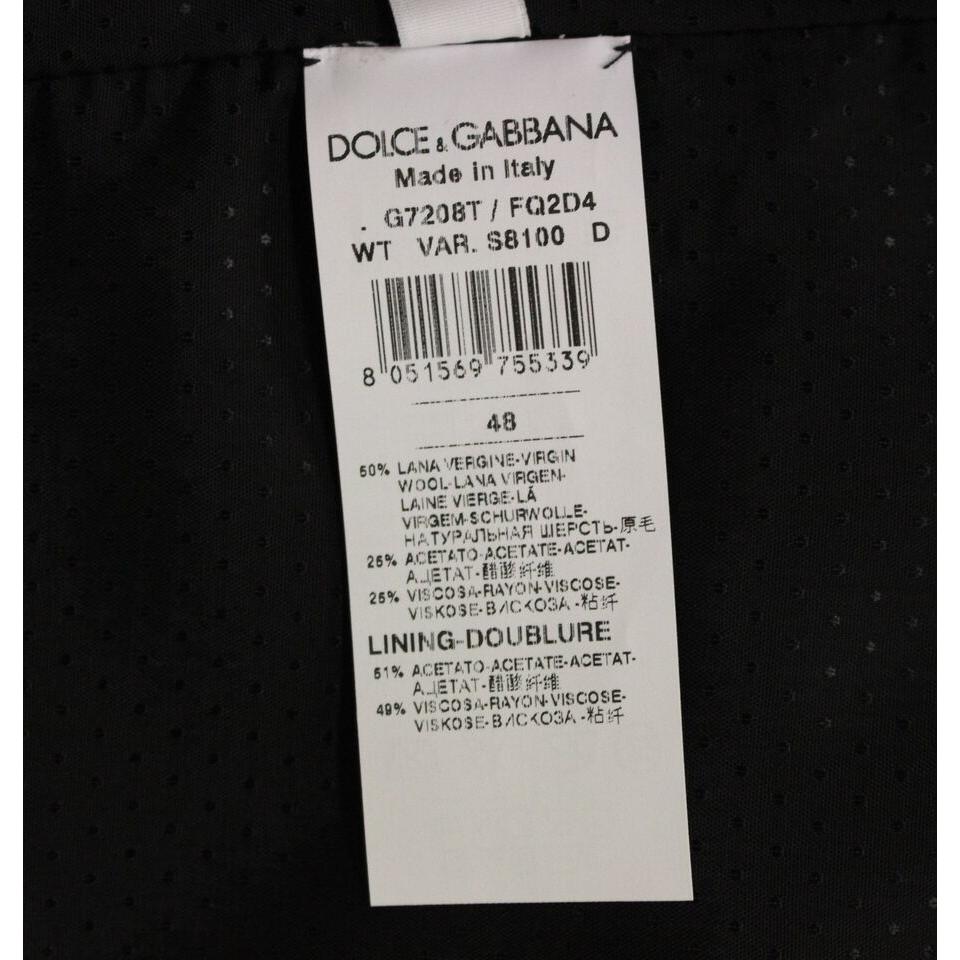 DOLCE & GABBANA
Made in Italy
. G7208T / FQ2D4
WT VAR. S8100 D
8 051569 755339
48
50% LANA VERGINE-VIRGIN
WOOL-LANA VIRGEN-
LAINE VIERGE-LÃ
VIRGEM-SCHURWOLLE-
НАТУРАЛЬНАЯ ШЕРСТЬ-原毛
25% ACETATO-ACETATE-ACETAT-
АЦЕТАТ-醋酸纤维
25% VISCOSA-RAYON-VISCOSE-
VISKOSE-ВИСКОЗА -粘纤
LINING-DOUBLURE
51% ACETATO-ACETATE-ACETAT-
АЦЕТАТ-醋酸纤维
49% VISCOSA-RAYON-VISCOSE-
VISKOSE-ВИСКОЗА -粘纤